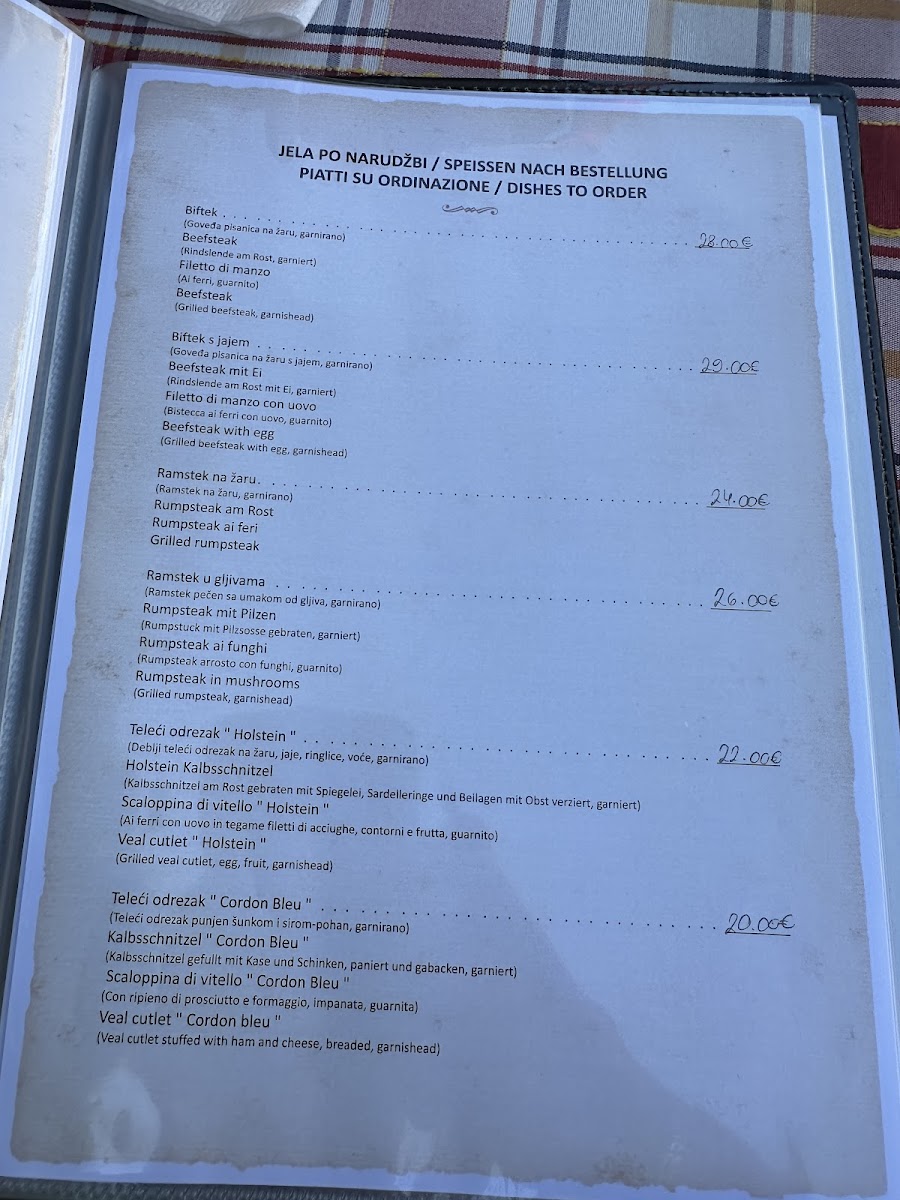 JELA PO NARUDŽBI / SPEISSEN NACH BESTELLUNG
PIATTI SU ORDINAZIONE / DISHES TO ORDER
Biftek . . . . . . . . . . . . . . . . . . . . . . . . . . . . . . . . . . . 28.00€
(Goveđa pisanica na žaru, garnirano)
Beefsteak
(Rindslende am Rost, garniert)
Filetto di manzo
(Ai ferri, guarnito)
Beefsteak
(Grilled beefsteak, garnishead)
Biftek s jajem . . . . . . . . . . . . . . . . . . . . . . . . . . . . . . . . 29.00€
(Goveđa pisanica na žaru s jajem, garnirano)
Beefsteak mit Ei
(Rindslende am Rost mit Ei, garniert)
Filetto di manzo con uovo
(Bistecca ai ferri con uovo, guarnito)
Beefsteak with egg
(Grilled beefsteak with egg, garnishead)
Ramstek na žaru. . . . . . . . . . . . . . . . . . . . . . . . . . . . . . . . 24.00€
(Ramstek na žaru, garnirano)
Rumpsteak am Rost
Rumpsteak ai feri
Grilled rumpsteak
Ramstek u gljivama . . . . . . . . . . . . . . . . . . . . . . . . . . . . . . 26.00€
(Ramstek pečen sa umakom od gljiva, garnirano)
Rumpsteak mit Pilzen
(Rumpstuck mit Pilzsosse gebraten, garniert)
Rumpsteak ai funghi
(Rumpsteak arrosto con funghi, guarnito)
Rumpsteak in mushrooms
(Grilled rumpsteak, garnishead)
Teleći odrezak " Holstein " . . . . . . . . . . . . . . . . . . . . . . . . . . 22.00€
(Deblji teleći odrezak na žaru, jaje, ringlice, voće, garnirano)
Holstein Kalbsschnitzel
(Kalbsschnitzel am Rost gebraten mit Spiegelei, Sardelleringe und Beilagen mit Obst verziert, garniert)
Scaloppina di vitello " Holstein "
(Ai ferri con uovo in tegame filetti di acciughe, contorni e frutta, guarnito)
Veal cutlet " Holstein "
(Grilled veal cutlet, egg, fruit, garnishead)
Teleći odrezak " Cordon Bleu " . . . . . . . . . . . . . . . . . . . . . . . . 20.00€
(Teleći odrezak punjen šunkom i sirom-pohan, garnirano)
Kalbsschnitzel " Cordon Bleu "
(Kalbsschnitzel gefullt mit Kase und Schinken, paniert und gabacken, garniert)
Scaloppina di vitello " Cordon Bleu "
(Con ripieno di prosciutto e formaggio, impanata, guarnita)
Veal cutlet " Cordon bleu "
(Veal cutlet stuffed with ham and cheese, breaded, garnishead)